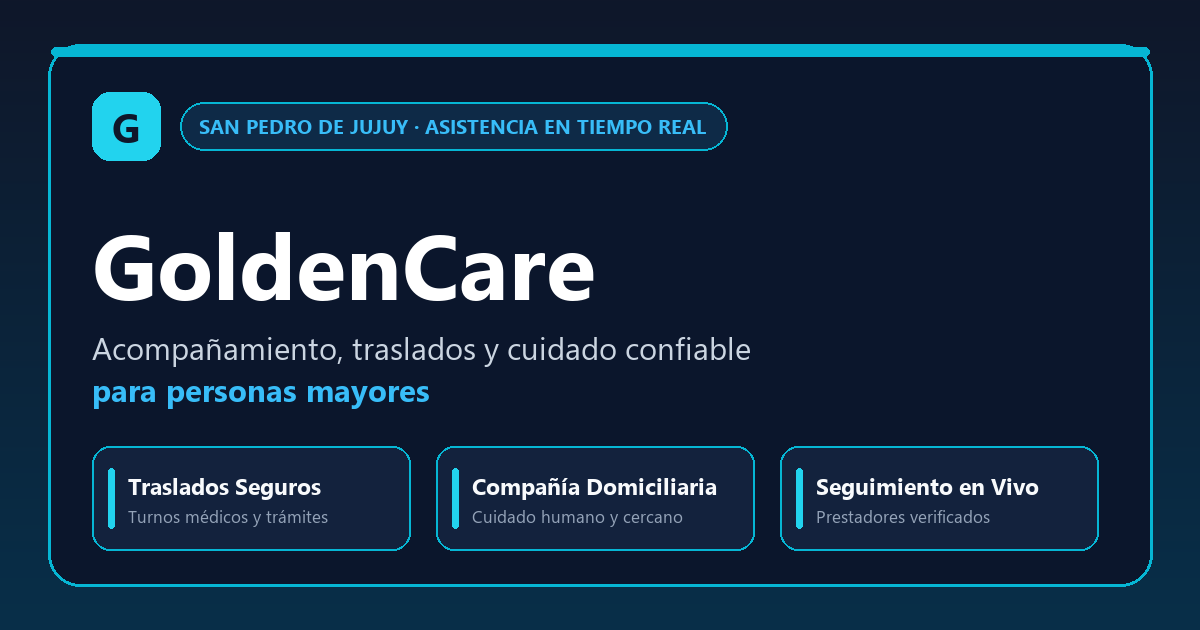 G
SAN PEDRO DE JUJUY · ASISTENCIA EN TIEMPO REAL
GoldenCare
Acompañamiento, traslados y cuidado confiable
para personas mayores
Traslados Seguros
Turnos médicos y trámites
Compañía Domiciliaria
Cuidado humano y cercano
Seguimiento en Vivo
Prestadores verificados